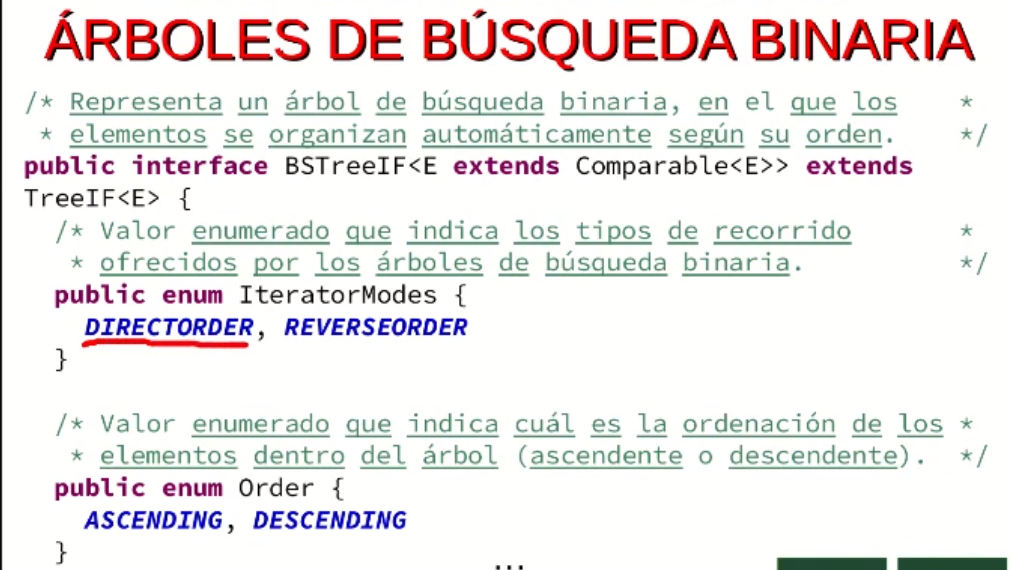 ÁRBOLES DE BÚSQUEDA BINARIA
/* Representa un árbol de búsqueda binaria, en el que los *
* elementos se organizan automáticamente según su orden. */
public interface BSTreeIF<E extends Comparable<E>> extends
TreeIF<E> {
/* Valor enumerado que indica los tipos de recorrido *
* ofrecidos por los árboles de búsqueda binaria. */
public enum IteratorModes {
DIRECTORDER, REVERSEORDER
}
/* Valor enumerado que indica cuál es la ordenación de los *
* elementos dentro del árbol (ascendente o descendente). */
public enum Order {
ASCENDING, DESCENDING
}
...